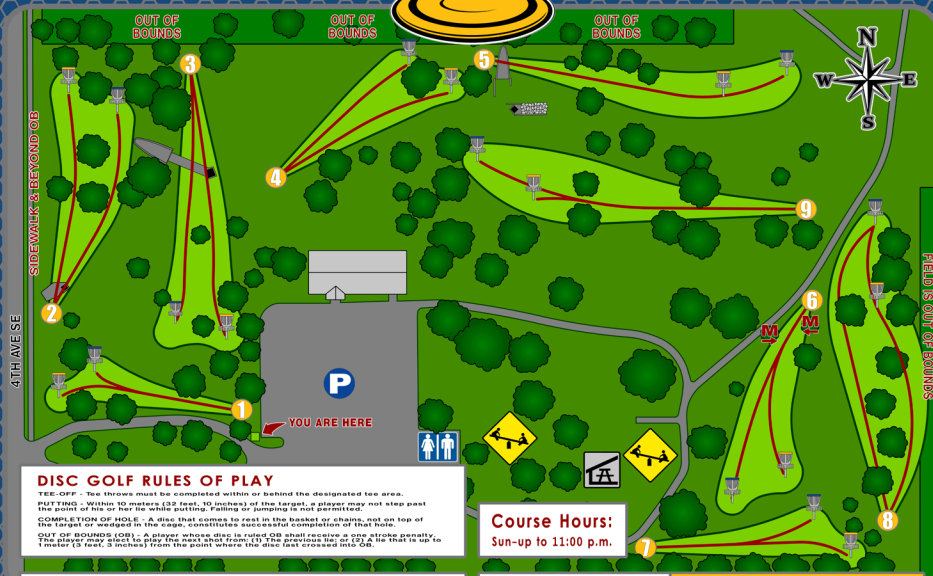 OUT OF
BOUNDS
OUT OF
BOUNDS
OUT OF
BOUNDS
N
W E
S
3
5
4
9
SIDEWALK & BEYOND OB
2
6
M M
4TH AVE SE
FIELD IS OUT OF BOUNDS
P
1
YOU ARE HERE
8
7
DISC GOLF RULES OF PLAY
TEE-OFF - Tee throws must be completed within or behind the designated tee area.
PUTTING - Within 10 meters (32 feet, 10 inches) of the target, a player may not step past
the point of his or her lie while putting. Falling or jumping is not permitted.
COMPLETION OF HOLE - A disc that comes to rest in the basket or chains, not on top of
the target or wedged in the cage, constitutes successful completion of that hole.
OUT OF BOUNDS (OB) - A player whose disc is ruled OB shall receive a one stroke penalty.
The player may elect to play the next shot from: (1) The previous lie; or (2) A lie that is up to
1 meter (3 feet, 3 inches) from the point where the disc last crossed into OB.
Course Hours:
Sun-up to 11:00 p.m.